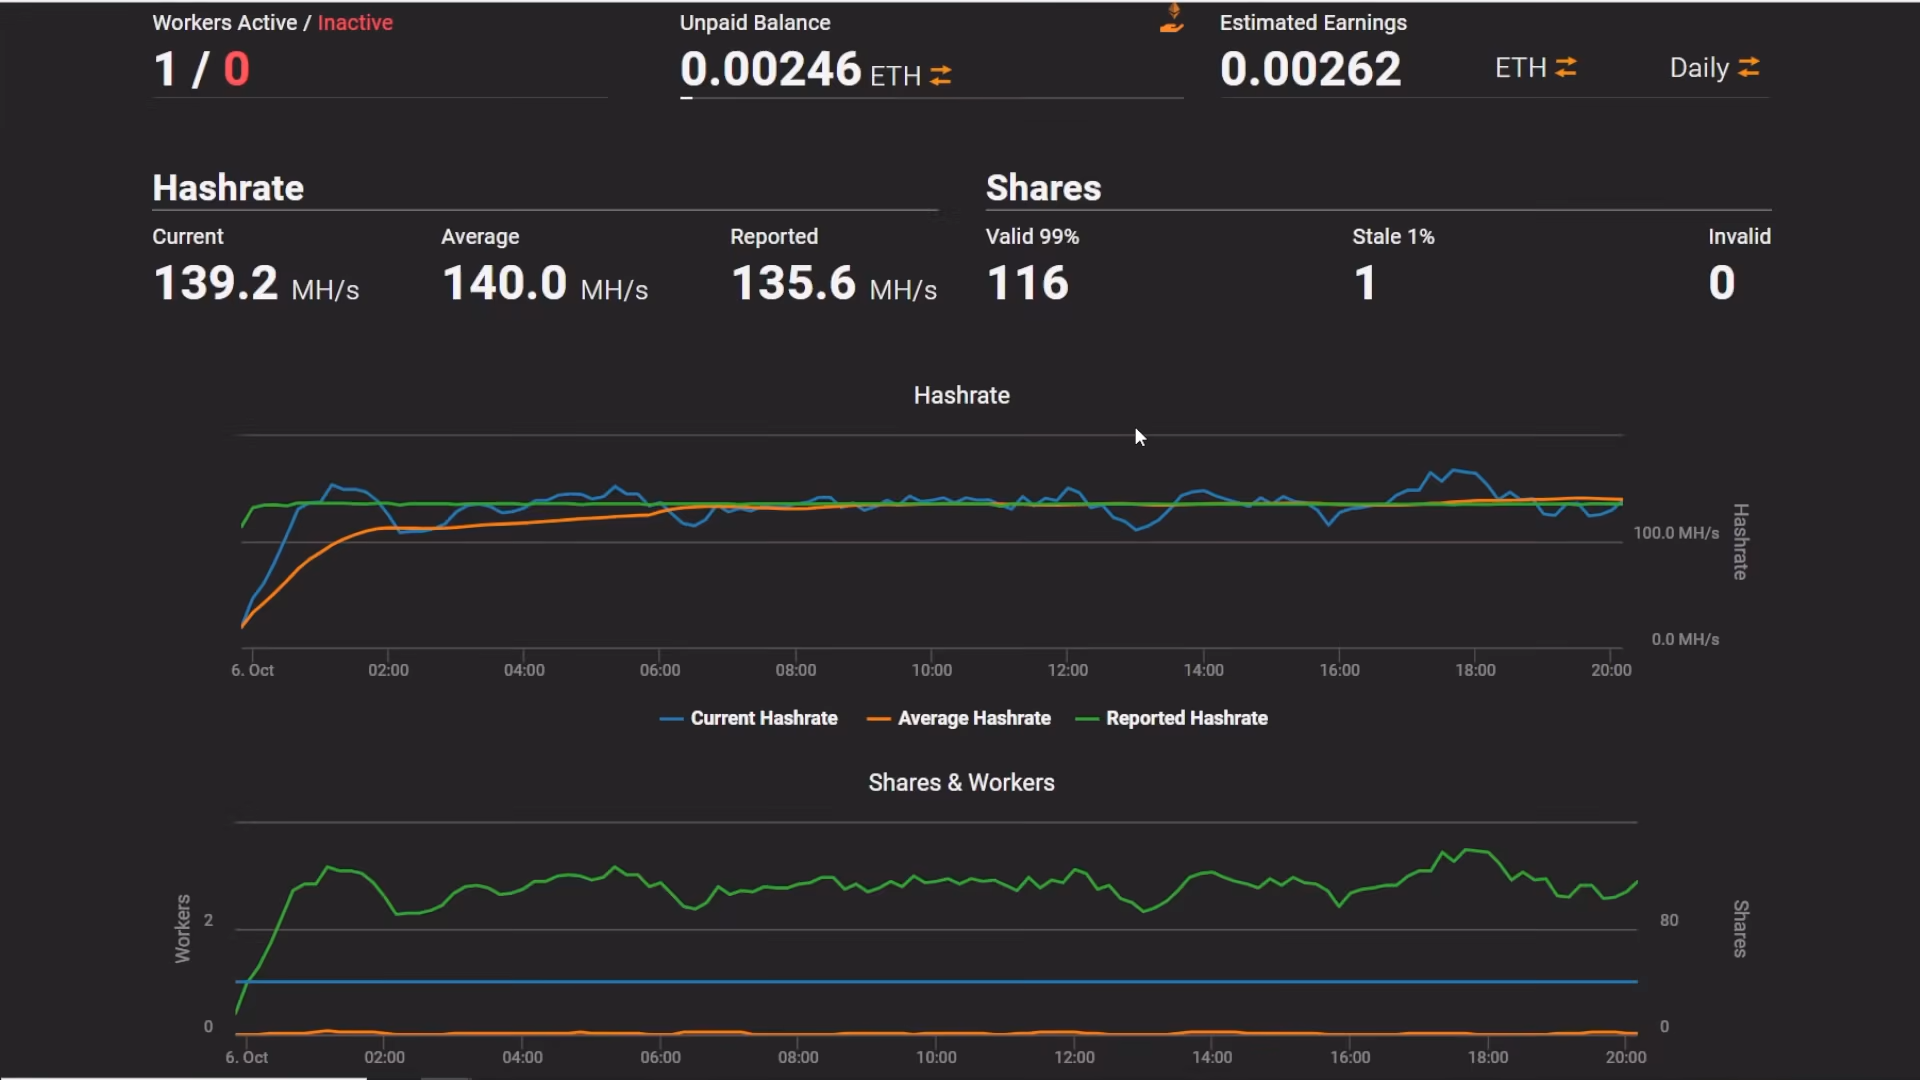 Workers Active / Inactive
1 / 0
Unpaid Balance
0.00246 ETH
Estimated Earnings
0.00262 ETH Daily
Hashrate
Current
139.2 MH/s
Average
140.0 MH/s
Reported
135.6 MH/s
Shares
Valid 99%
116
Stale 1%
1
Invalid
0
Hashrate
100.0 MH/s
0.0 MH/s
Hashrate
6. Oct 02:00 04:00 06:00 08:00 10:00 12:00 14:00 16:00 18:00 20:00
Current Hashrate Average Hashrate Reported Hashrate
Shares & Workers
Workers
2
0
80
0
Shares
6. Oct 02:00 04:00 06:00 08:00 10:00 12:00 14:00 16:00 18:00 20:00